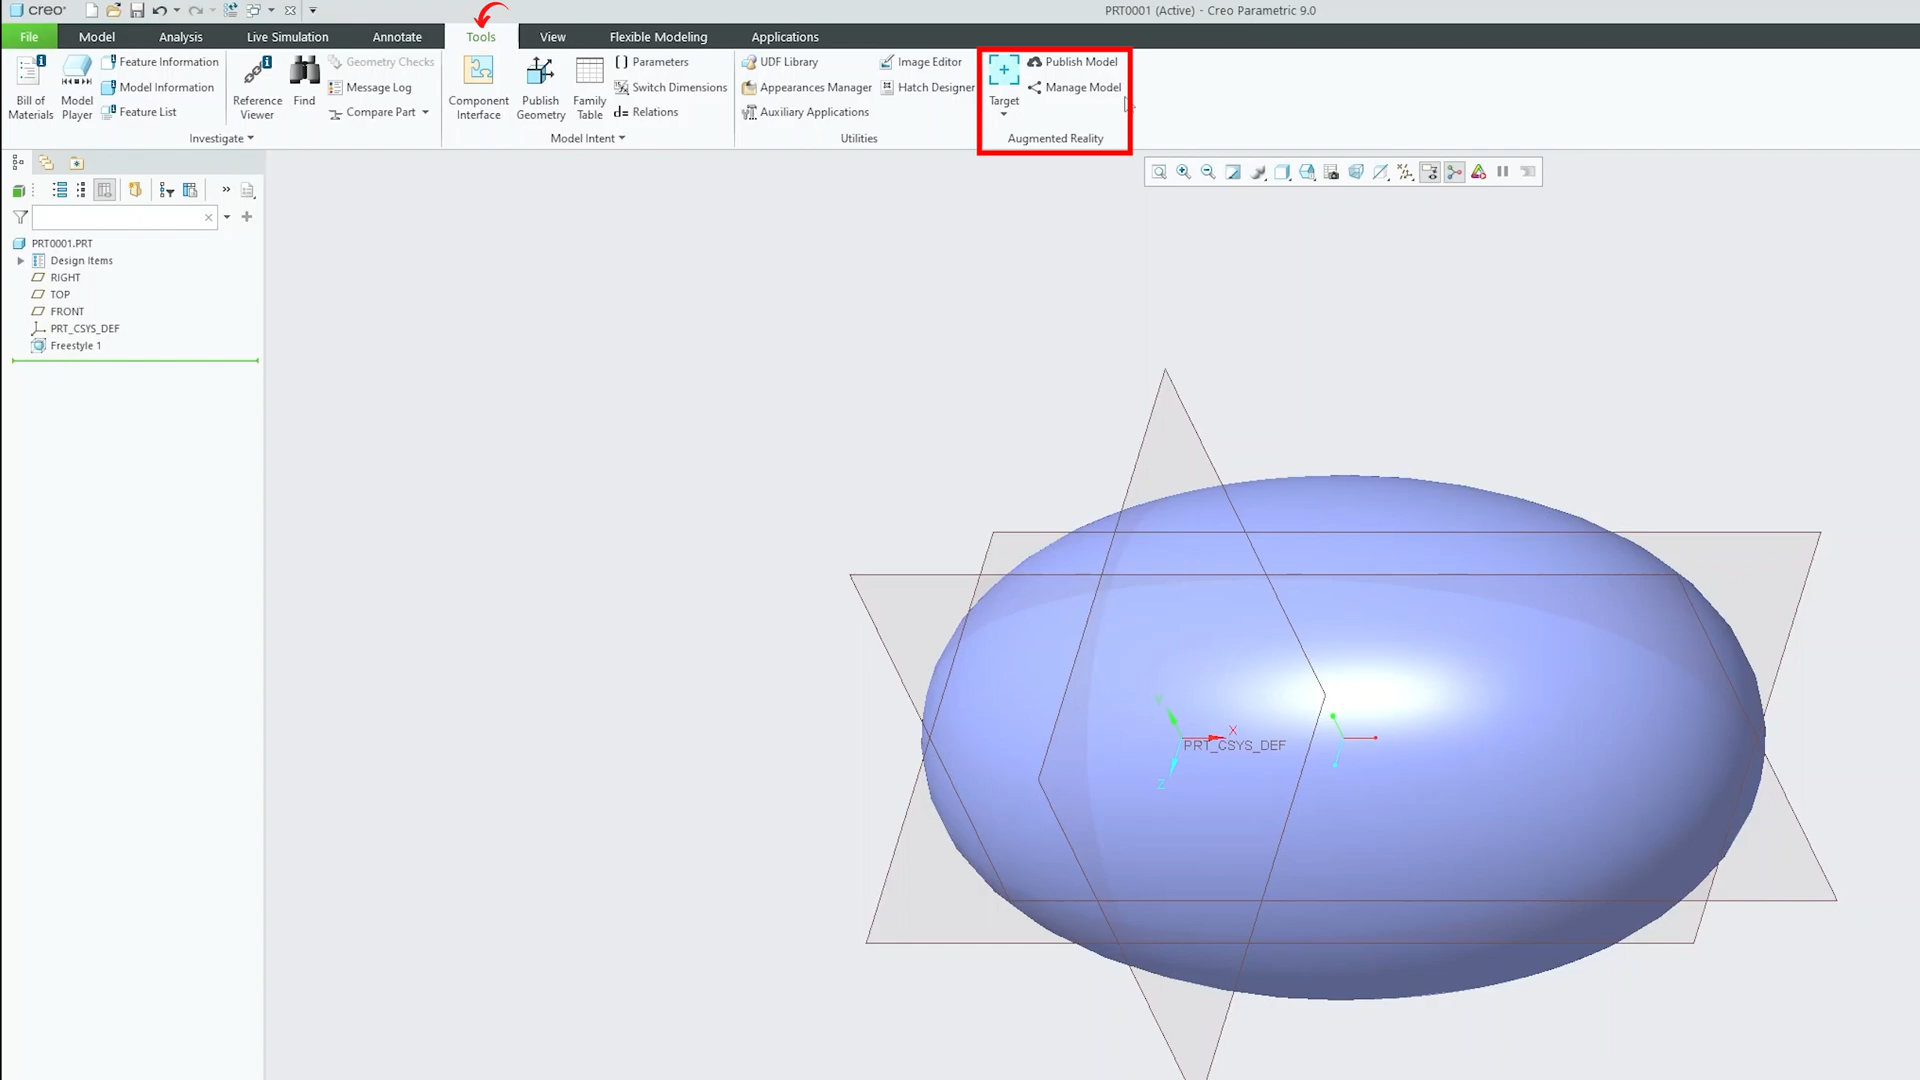 creo
PRT0001 (Active) - Creo Parametric 9.0
File Model Analysis Live Simulation Annotate Tools View Flexible Modeling Applications
Bill of Materials
Model Player
Feature Information
Model Information
Feature List
Reference Viewer
Find
Geometry Checks
Message Log
Compare Part
Investigate
Component Interface
Publish Geometry
Family Table
Parameters
Switch Dimensions
d= Relations
Model Intent
UDF Library
Appearances Manager
Auxiliary Applications
Image Editor
Hatch Designer
Utilities
Target
Publish Model
Manage Model
Augmented Reality
PRT0001.PRT
Design Items
RIGHT
TOP
FRONT
PRT_CSYS_DEF
Freestyle 1
Y
X
PRT_CSYS_DEF
Z